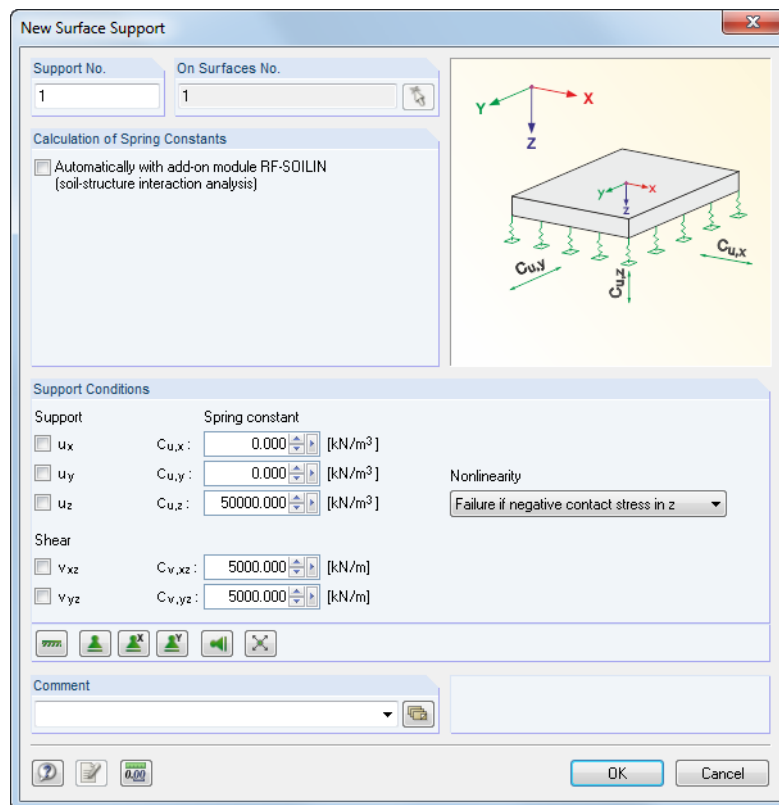 New Surface Support
Support No.
On Surfaces No.
1
1
Calculation of Spring Constants
Automatically with add-on module RF-SOILIN
(soil-structure interaction analysis)
X
Y
Z
x
y
z
Cu,x
Cu,y
Cu,z
Support Conditions
Support Spring constant
ux Cu,x : 0.000 [kN/m³]
uy Cu,y : 0.000 [kN/m³]
Nonlinearity
uz Cu,z : 50000.000 [kN/m³]
Failure if negative contact stress in z
Shear
vxz Cv,xz : 5000.000 [kN/m]
vyz Cv,yz : 5000.000 [kN/m]
X Y
Comment
0.00
OK Cancel